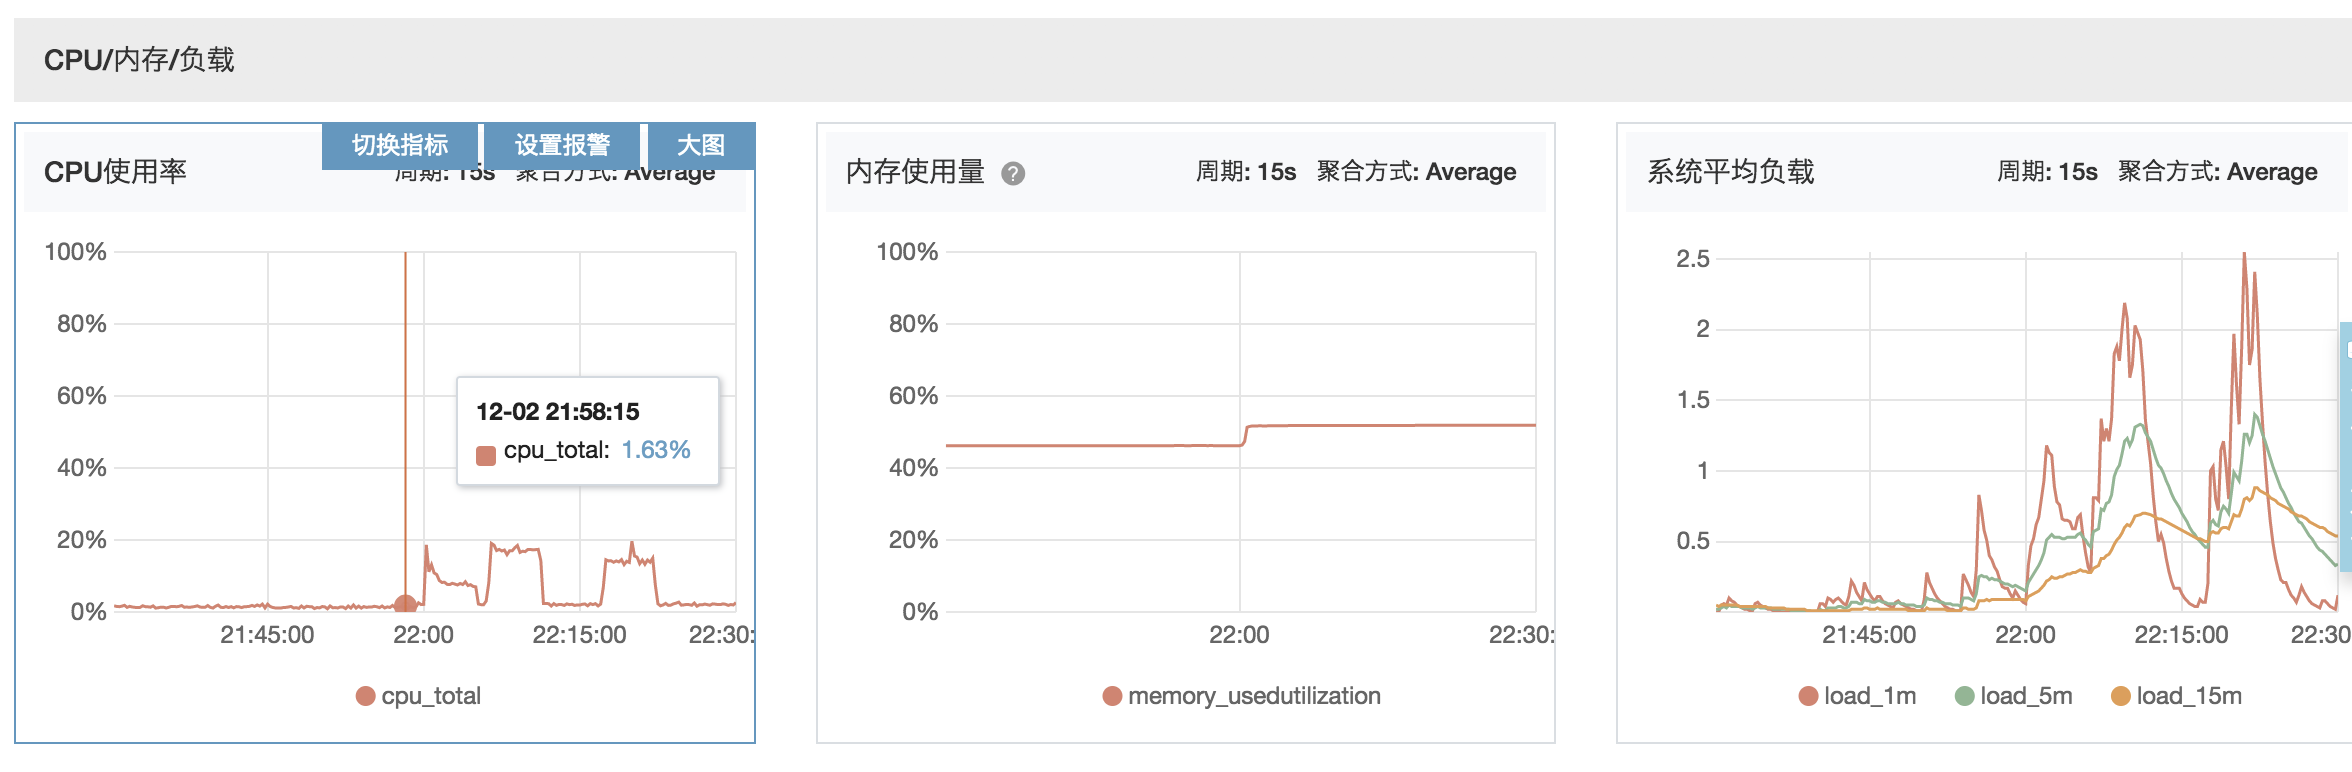 CPU/内存/负载
切换指标 设置报警 大图
CPU使用率 周期: 15s 聚合方式: Average
100%
80%
60%
40%
20%
0%
12-02 21:58:15
cpu_total: 1.63%
21:45:00 22:00 22:15:00 22:30:
cpu_total
内存使用量 ? 周期: 15s 聚合方式: Average
100%
80%
60%
40%
20%
0%
22:00 22:30:
memory_usedutilization
系统平均负载 周期: 15s 聚合方式: Average
2.5
2
1.5
1
0.5
21:45:00 22:00 22:15:00 22:30
load_1m load_5m load_15m